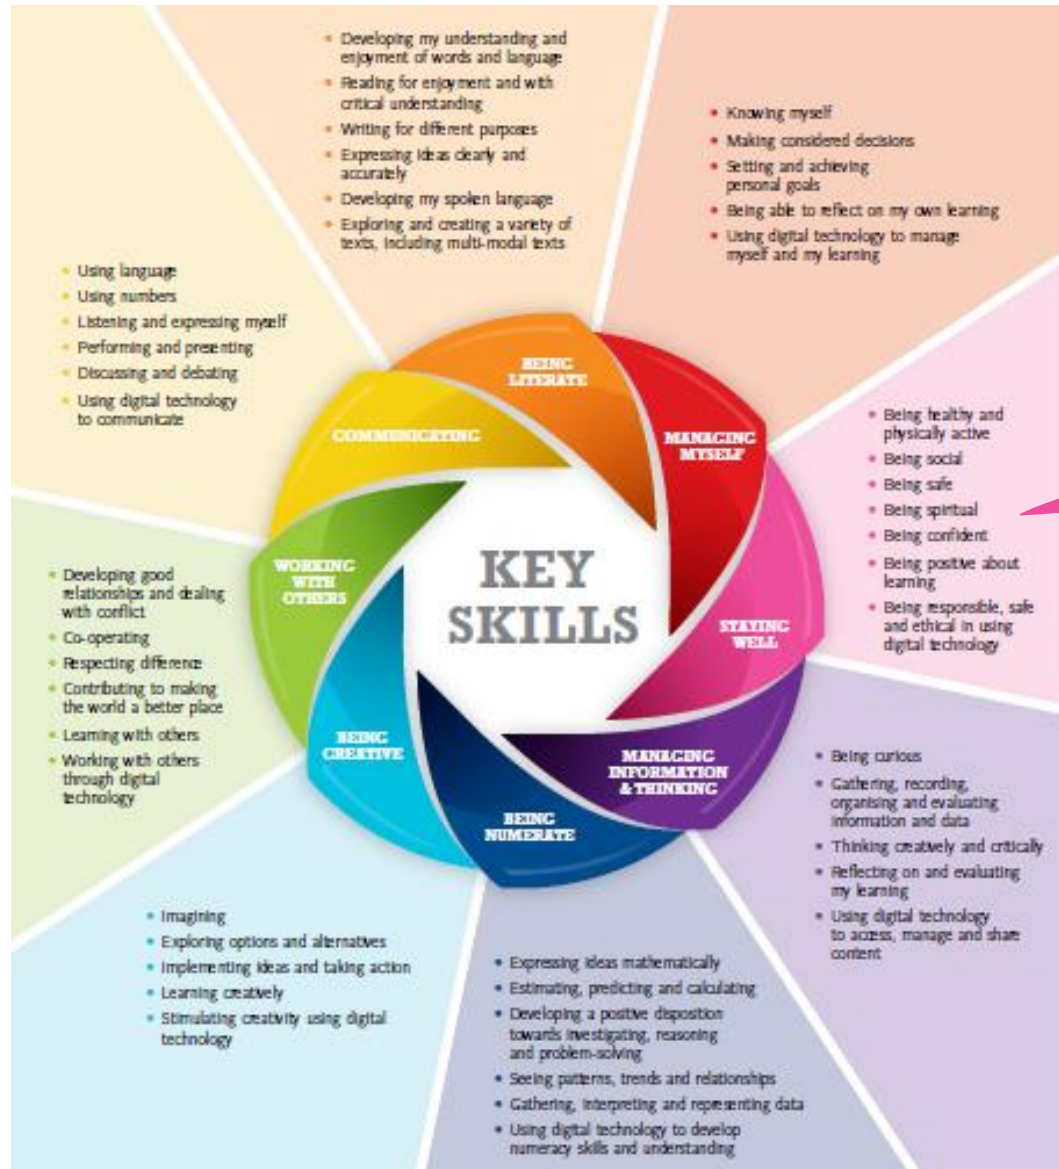 KEY
SKILLS
BEING
LITERATE
• Developing my understanding and
enjoyment of words and language
• Reading for enjoyment and with
critical understanding
• Writing for different purposes
• Expressing ideas clearly and
accurately
• Developing my spoken language
• Exploring and creating a variety of
texts, including multi-modal texts
MANAGING
MYSELF
• Knowing myself
• Making considered decisions
• Setting and achieving
personal goals
• Being able to reflect on my own learning
• Using digital technology to manage
myself and my learning
STAYING
WELL
• Being healthy and
physically active
• Being social
• Being safe
• Being spiritual
• Being confident
• Being positive about
learning
• Being responsible, safe
and ethical in using
digital technology
MANAGING
INFORMATION
& THINKING
• Being curious
• Gathering, recording,
organising and evaluating
information and data
• Thinking creatively and critically
• Reflecting on and evaluating
my learning
• Using digital technology
to access, manage and share
content
BEING
NUMERATE
• Expressing ideas mathematically
• Estimating, predicting and calculating
• Developing a positive disposition
towards investigating, reasoning
and problem-solving
• Seeing patterns, trends and relationships
• Gathering, interpreting and representing data
• Using digital technology to develop
numeracy skills and understanding
BEING
CREATIVE
• Imagining
• Exploring options and alternatives
• Implementing ideas and taking action
• Learning creatively
• Stimulating creativity using digital
technology
WORKING
WITH
OTHERS
• Developing good
relationships and dealing
with conflict
• Co-operating
• Respecting difference
• Contributing to making
the world a better place
• Learning with others
• Working with others
through digital
technology
COMMUNICATING
• Using language
• Using numbers
• Listening and expressing myself
• Performing and presenting
• Discussing and debating
• Using digital technology
to communicate